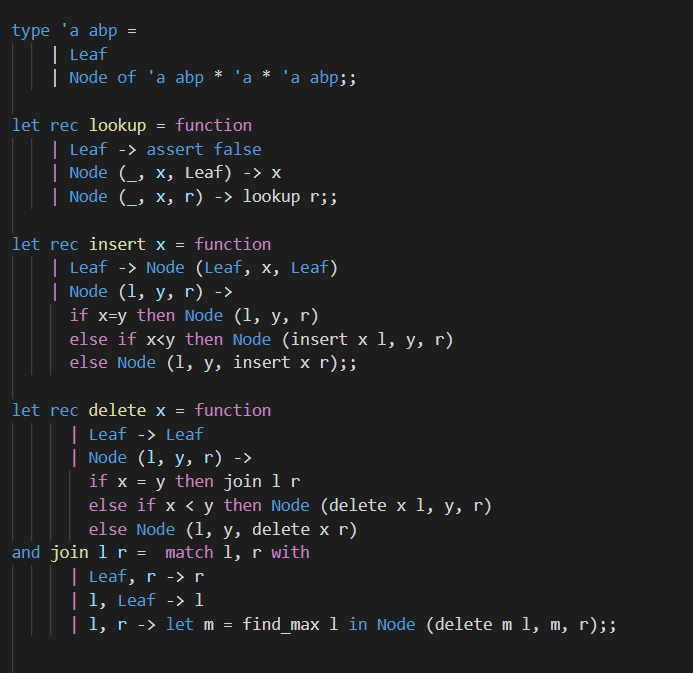 type 'a abp =
| Leaf
| Node of 'a abp * 'a * 'a abp;;
let rec lookup = function
| Leaf -> assert false
| Node (_, x, Leaf) -> x
| Node (_, x, r) -> lookup r;;
let rec insert x = function
| Leaf -> Node (Leaf, x, Leaf)
| Node (l, y, r) ->
if x=y then Node (l, y, r)
else if x<y then Node (insert x l, y, r)
else Node (l, y, insert x r);;
let rec delete x = function
| Leaf -> Leaf
| Node (l, y, r) ->
if x = y then join l r
else if x < y then Node (delete x l, y, r)
else Node (l, y, delete x r)
and join l r =  match l, r with
| Leaf, r -> r
| l, Leaf -> l
| l, r -> let m = find_max l in Node (delete m l, m, r);;